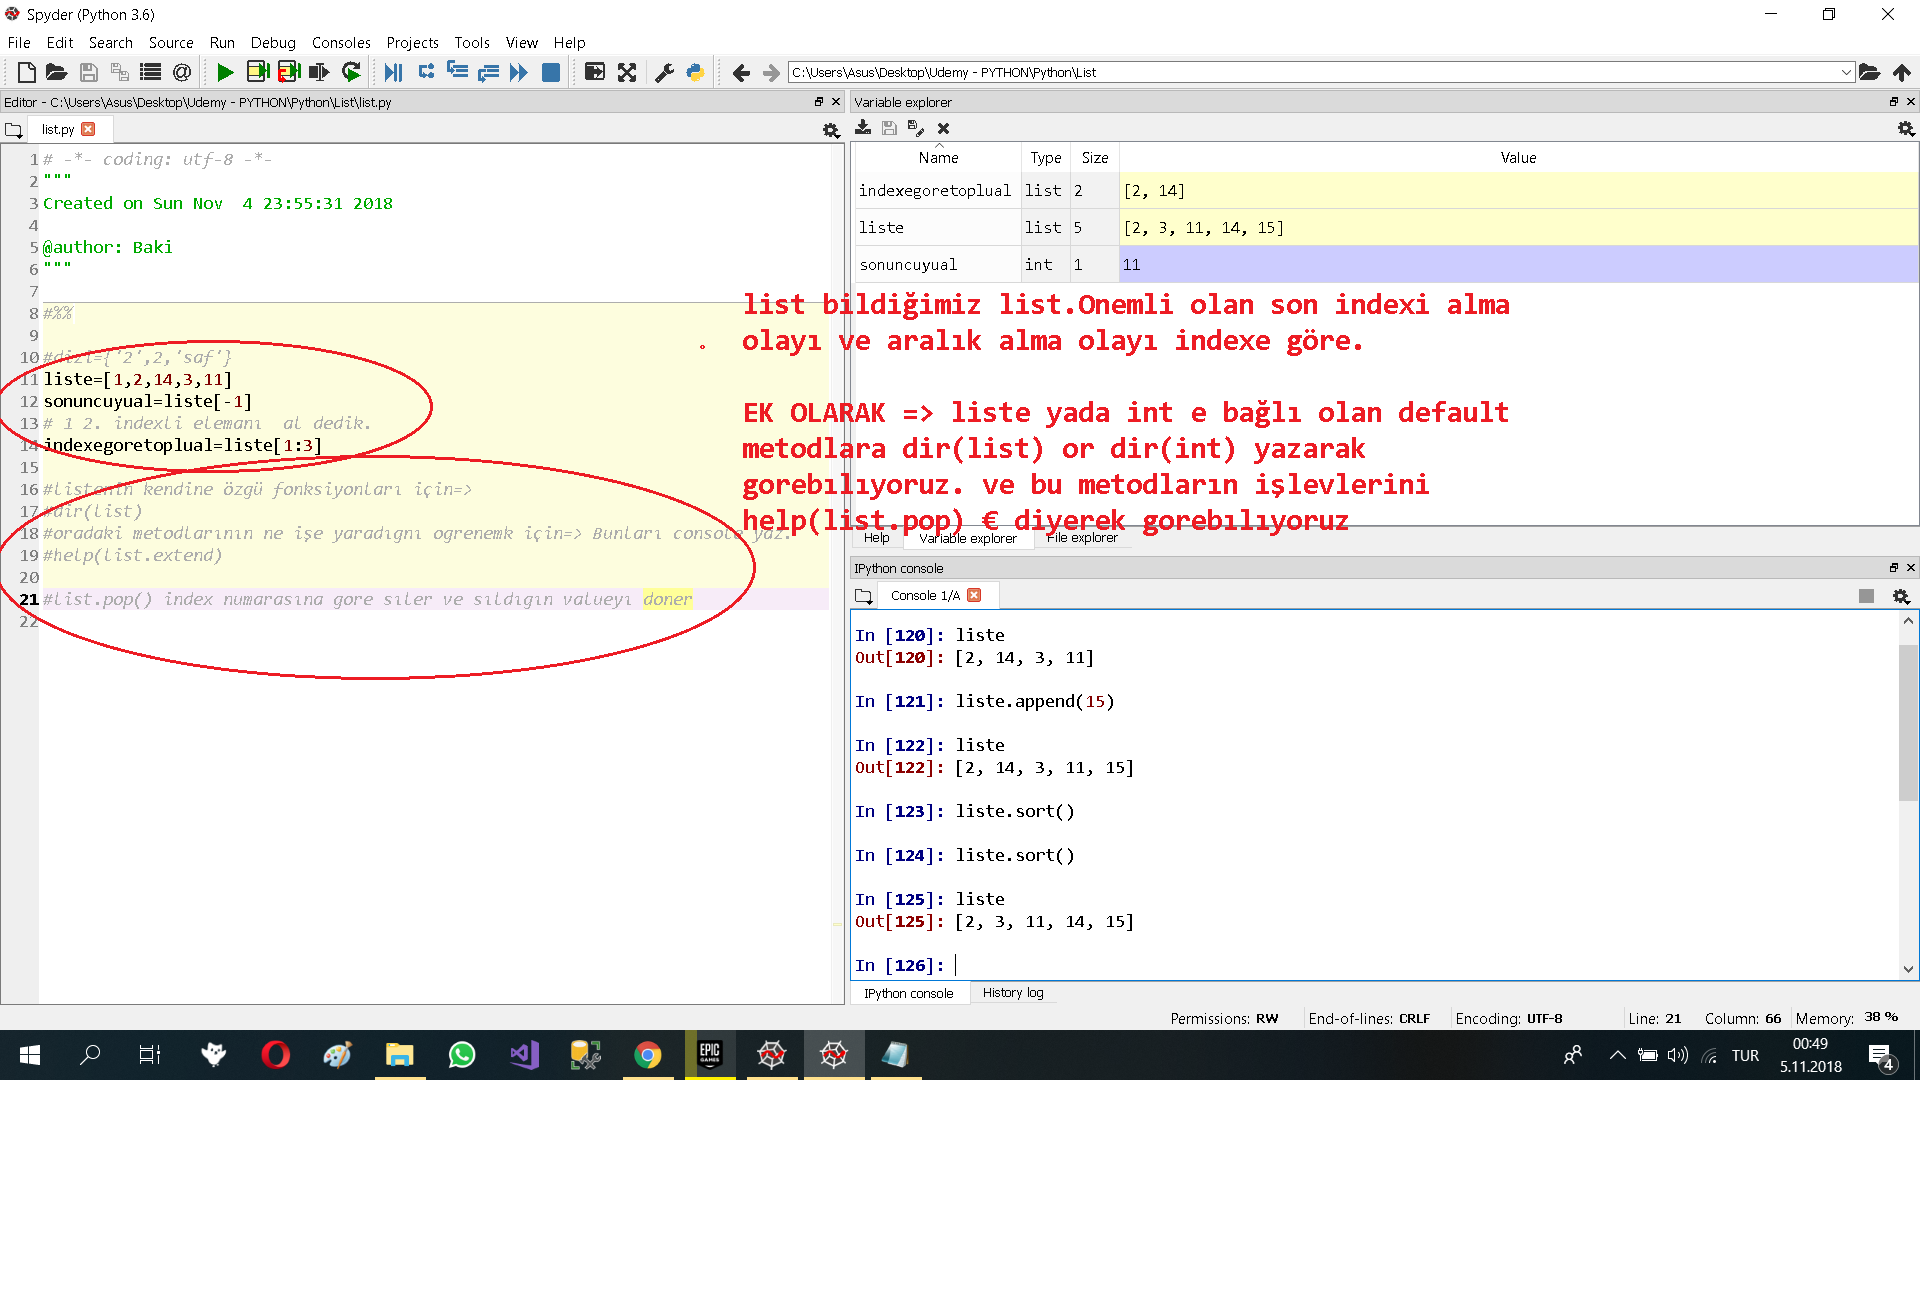 Spyder (Python 3.6)
File Edit Search Source Run Debug Consoles Projects Tools View Help
C:\Users\Asus\Desktop\Udemy - PYTHON\Python\List
Editor - C:\Users\Asus\Desktop\Udemy - PYTHON\Python\List\list.py
list.py
1 # -*- coding: utf-8 -*-
2 """
3 Created on Sun Nov  4 23:55:31 2018
4
5 @author: Baki
6 """
7
8 #%%
9
10 #dizi={'2',2,'saf'}
11 liste=[1,2,14,3,11]
12 sonuncuyual=liste[-1]
13 # 1 2. indexli elemanı  al dedik.
14 indexegoretoplual=liste[1:3]
15
16 #listenin kendine özgü fonksiyonları için=>
17 #dir(list)
18 #oradaki metodlarının ne işe yaradıgnı ogrenemk için=> Bunları console yaz.
19 #help(list.extend)
20
21 #list.pop() index numarasına gore sıler ve sıldıgın valueyı doner
22
Variable explorer
Name Type Size Value
indexegoretoplual list 2 [2, 14]
liste list 5 [2, 3, 11, 14, 15]
sonuncuyual int 1 11
list bildiğimiz list.Onemli olan son indexi alma
olayı ve aralık alma olayı indexe göre.
EK OLARAK => liste yada int e bağlı olan default
metodlara dir(list) or dir(int) yazarak
gorebılıyoruz. ve bu metodların işlevlerini
help(list.pop) € diyerek gorebılıyoruz
Help Variable explorer File explorer
IPython console
Console 1/A
In [120]: liste
Out[120]: [2, 14, 3, 11]
In [121]: liste.append(15)
In [122]: liste
Out[122]: [2, 14, 3, 11, 15]
In [123]: liste.sort()
In [124]: liste.sort()
In [125]: liste
Out[125]: [2, 3, 11, 14, 15]
In [126]:
IPython console History log
Permissions: RW End-of-lines: CRLF Encoding: UTF-8 Line: 21 Column: 66 Memory: 38 %
EPIC GAMES
TUR
00:49
5.11.2018
4